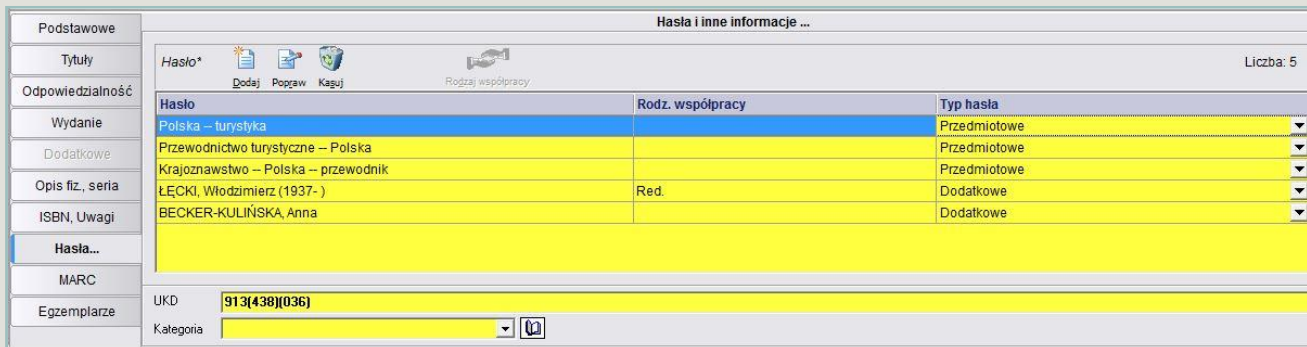 Hasła i inne informacje ...
Podstawowe
Tytuły
Odpowiedzialność
Wydanie
Dodatkowe
Opis fiz., seria
ISBN, Uwagi
Hasła...
MARC
Egzemplarze
Hasło*
Dodaj Popraw Kasuj Rodzaj współpracy
Liczba: 5
Hasło Rodz. współpracy Typ hasła
Polska -- turystyka Przedmiotowe
Przewodnictwo turystyczne -- Polska Przedmiotowe
Krajoznawstwo -- Polska -- przewodnik Przedmiotowe
ŁĘCKI, Włodzimierz (1937- ) Red. Dodatkowe
BECKER-KULIŃSKA, Anna Dodatkowe
UKD 913(438)(036)
Kategoria